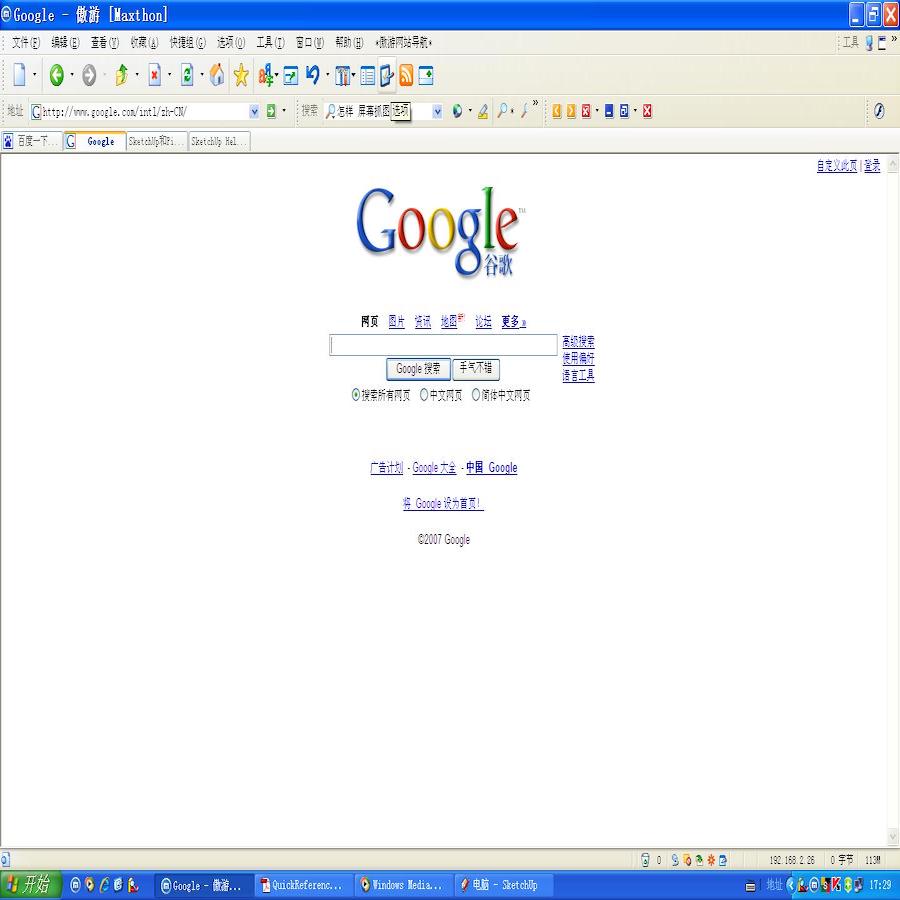 Google - 傲游 [Maxthon]
文件(F) 编辑(E) 查看(V) 收藏(A) 快捷组(G) 选项(O) 工具(T) 窗口(W) 帮助(H) *傲游网站导航* 工具 »
地址 http://www.google.com/intl/zh-CN/ 搜索 怎样 屏幕抓图 选项 »
百度一下... Google SketchUp和Pi... SketchUp Hel...
自定义此页 | 登录
Google™
谷歌
网页 图片 资讯 地图新 论坛 更多 »
高级搜索
使用偏好
语言工具
Google 搜索 手气不错
搜索所有网页 中文网页 简体中文网页
广告计划 - Google 大全 - 中国 Google
将 Google 设为首页！
©2007 Google
0 192.168.2.26 0 字节 113M
开始 Google - 傲游... QuickReferenc... Windows Media... 电脑 - SketchUp 地址 17:29